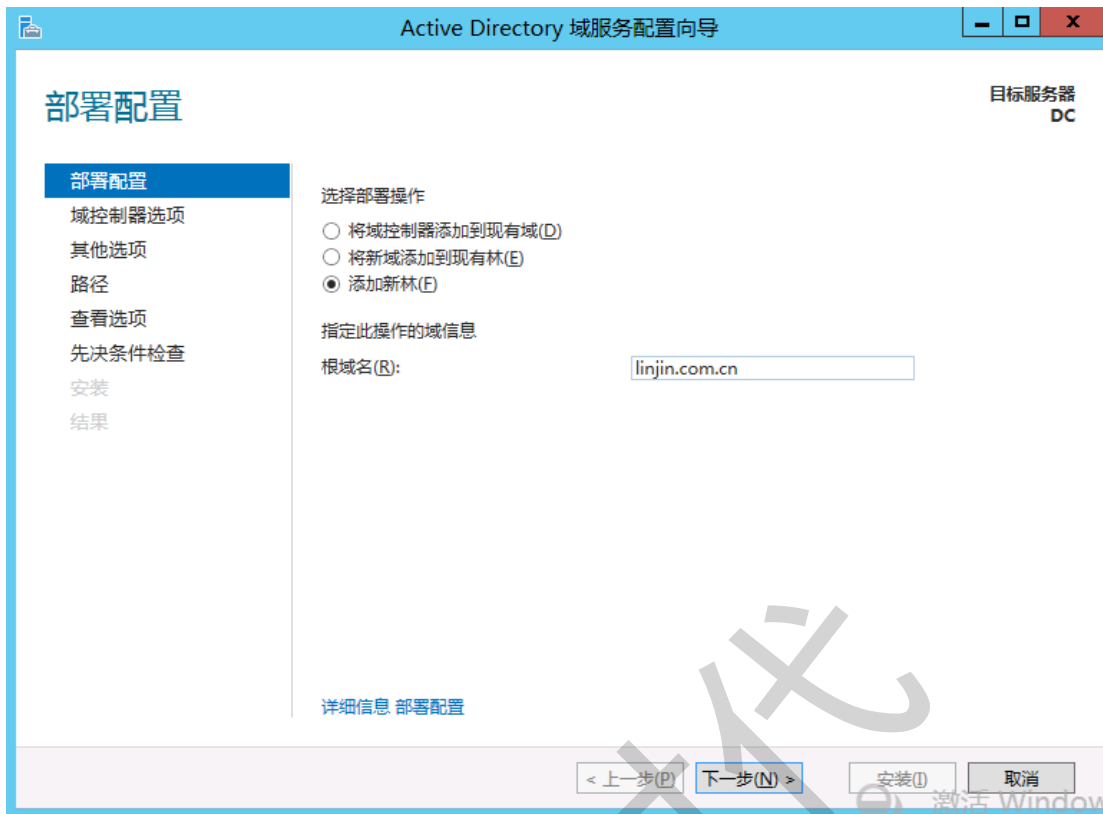 Active Directory 域服务配置向导
部署配置
目标服务器
DC
部署配置
域控制器选项
其他选项
路径
查看选项
先决条件检查
安装
结果
选择部署操作
将域控制器添加到现有域(D)
将新域添加到现有林(E)
添加新林(F)
指定此操作的域信息
根域名(R):
linjin.com.cn
详细信息 部署配置
< 上一步(P)
下一步(N) >
安装(I)
取消
激活 Window
代